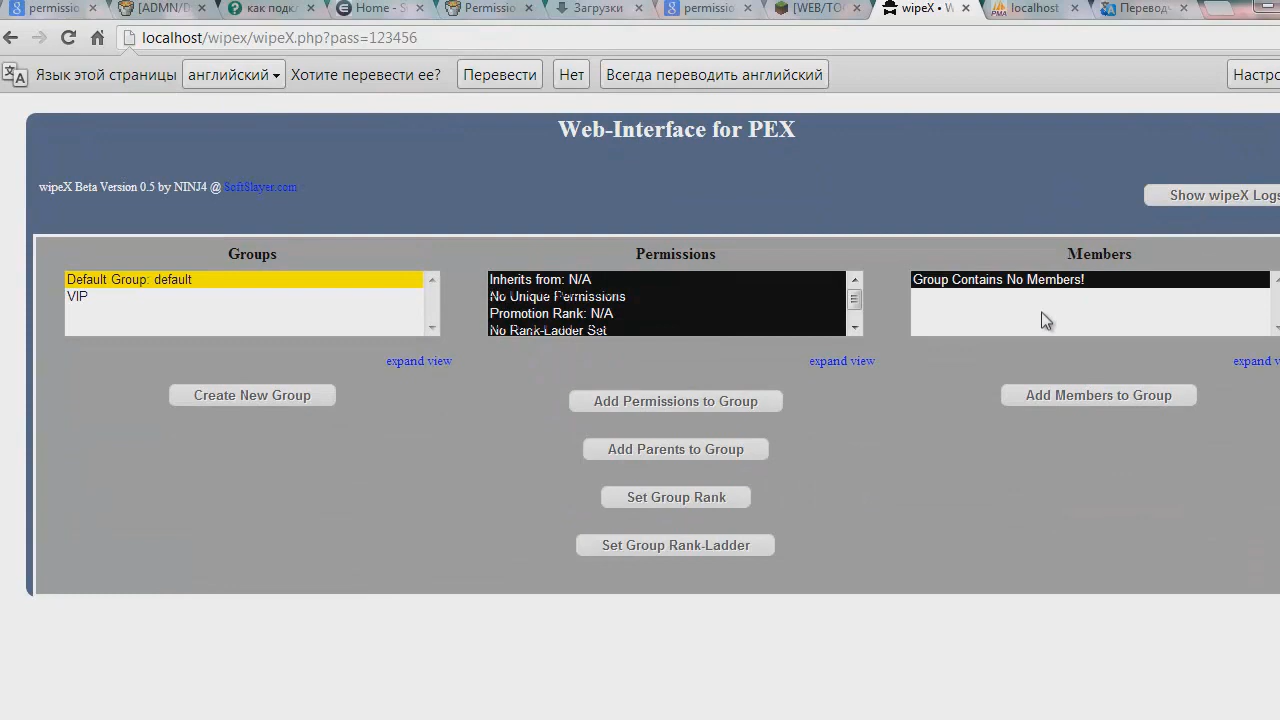 permissio [ADMN/D как подкл Home - S Permission Загрузки permission [WEB/TO wipeX • W localhost Перевод
localhost/wipex/wipeX.php?pass=123456
Язык этой страницы английский Хотите перевести ее? Перевести Нет Всегда переводить английский Настро
Web-Interface for PEX
wipeX Beta Version 0.5 by NINJ4 @ SoftSlayer.com
Show wipeX Logs
Groups Permissions Members
Default Group: default Inherits from: N/A Group Contains No Members!
VIP No Unique Permissions
Promotion Rank: N/A
No Rank-Ladder Set
expand view expand view expand v
Create New Group Add Permissions to Group Add Members to Group
Add Parents to Group
Set Group Rank
Set Group Rank-Ladder